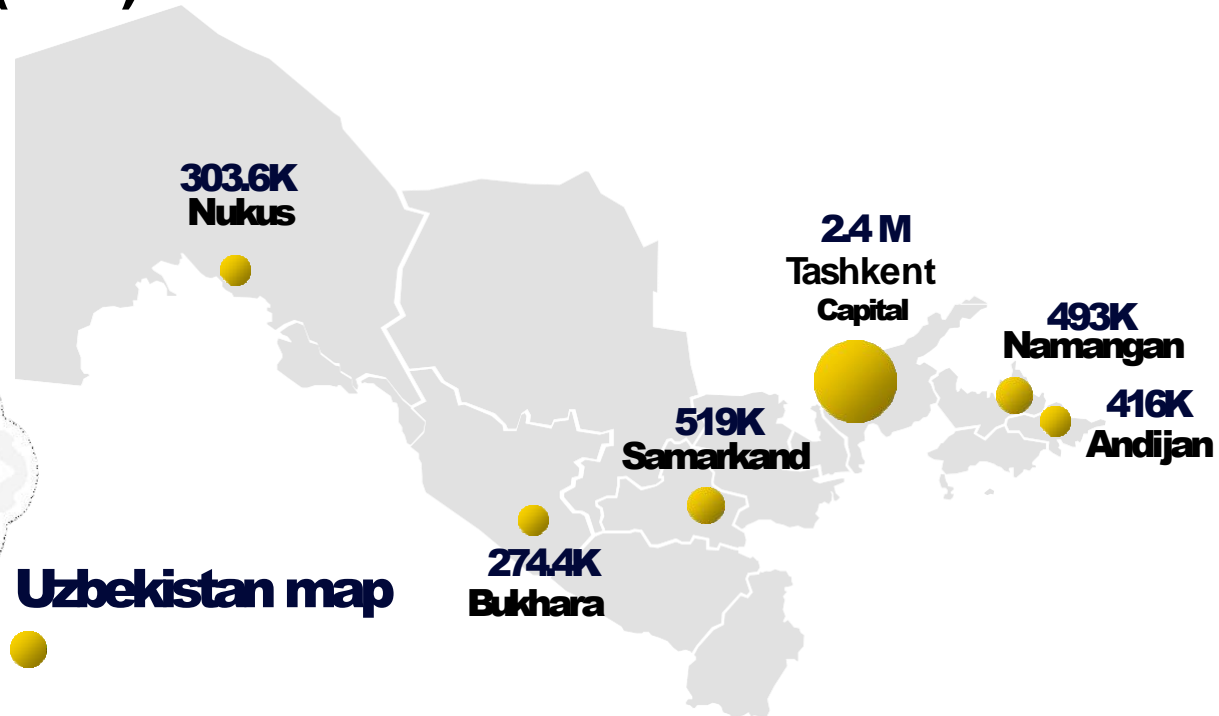 303.6K
Nukus
2.4 M
Tashkent
Capital
493K
Namangan
416K
Andijan
519K
Samarkand
274.4K
Bukhara
Uzbekistan map